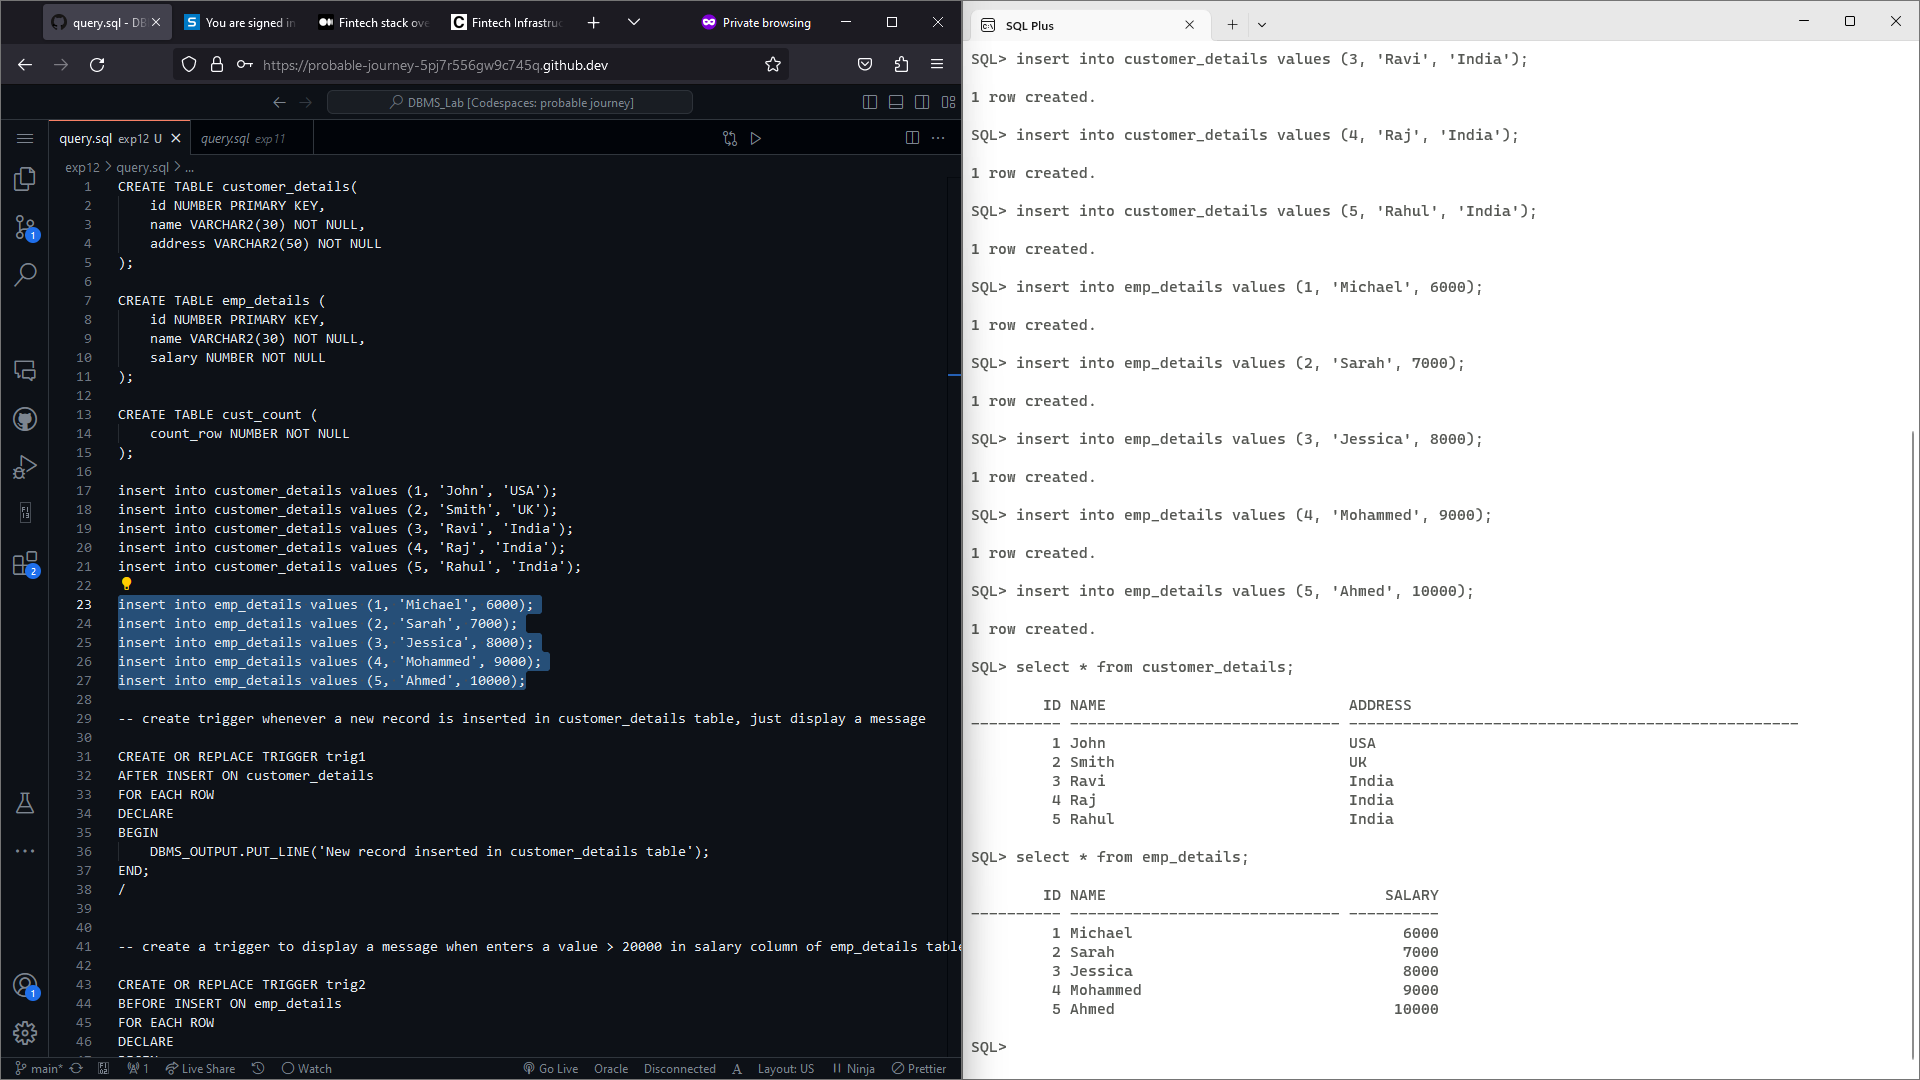 query.sql - DB
You are signed in
Fintech stack ove
Fintech Infrastruc
Private browsing
https://probable-journey-5pj7r556gw9c745q.github.dev
DBMS_Lab [Codespaces: probable journey]
query.sql exp12 U
query.sql exp11
exp12 > query.sql > ...
1 CREATE TABLE customer_details(
2 id NUMBER PRIMARY KEY,
3 name VARCHAR2(30) NOT NULL,
4 address VARCHAR2(50) NOT NULL
5 );
6
7 CREATE TABLE emp_details (
8 id NUMBER PRIMARY KEY,
9 name VARCHAR2(30) NOT NULL,
10 salary NUMBER NOT NULL
11 );
12
13 CREATE TABLE cust_count (
14 count_row NUMBER NOT NULL
15 );
16
17 insert into customer_details values (1, 'John', 'USA');
18 insert into customer_details values (2, 'Smith', 'UK');
19 insert into customer_details values (3, 'Ravi', 'India');
20 insert into customer_details values (4, 'Raj', 'India');
21 insert into customer_details values (5, 'Rahul', 'India');
22
23 insert into emp_details values (1, 'Michael', 6000);
24 insert into emp_details values (2, 'Sarah', 7000);
25 insert into emp_details values (3, 'Jessica', 8000);
26 insert into emp_details values (4, 'Mohammed', 9000);
27 insert into emp_details values (5, 'Ahmed', 10000);
28
29 -- create trigger whenever a new record is inserted in customer_details table, just display a message
30
31 CREATE OR REPLACE TRIGGER trig1
32 AFTER INSERT ON customer_details
33 FOR EACH ROW
34 DECLARE
35 BEGIN
36 DBMS_OUTPUT.PUT_LINE('New record inserted in customer_details table');
37 END;
38 /
39
40
41 -- create a trigger to display a message when enters a value > 20000 in salary column of emp_details table
42
43 CREATE OR REPLACE TRIGGER trig2
44 BEFORE INSERT ON emp_details
45 FOR EACH ROW
46 DECLARE
1
2
1
main*
1
Live Share
Watch
Go Live
Oracle
Disconnected
Layout: US
Ninja
Prettier
SQL Plus
SQL> insert into customer_details values (3, 'Ravi', 'India');
1 row created.
SQL> insert into customer_details values (4, 'Raj', 'India');
1 row created.
SQL> insert into customer_details values (5, 'Rahul', 'India');
1 row created.
SQL> insert into emp_details values (1, 'Michael', 6000);
1 row created.
SQL> insert into emp_details values (2, 'Sarah', 7000);
1 row created.
SQL> insert into emp_details values (3, 'Jessica', 8000);
1 row created.
SQL> insert into emp_details values (4, 'Mohammed', 9000);
1 row created.
SQL> insert into emp_details values (5, 'Ahmed', 10000);
1 row created.
SQL> select * from customer_details;
ID NAME ADDRESS
---------- ------------------------------ --------------------------------------------------
1 John USA
2 Smith UK
3 Ravi India
4 Raj India
5 Rahul India
SQL> select * from emp_details;
ID NAME SALARY
---------- ------------------------------ ----------
1 Michael 6000
2 Sarah 7000
3 Jessica 8000
4 Mohammed 9000
5 Ahmed 10000
SQL>